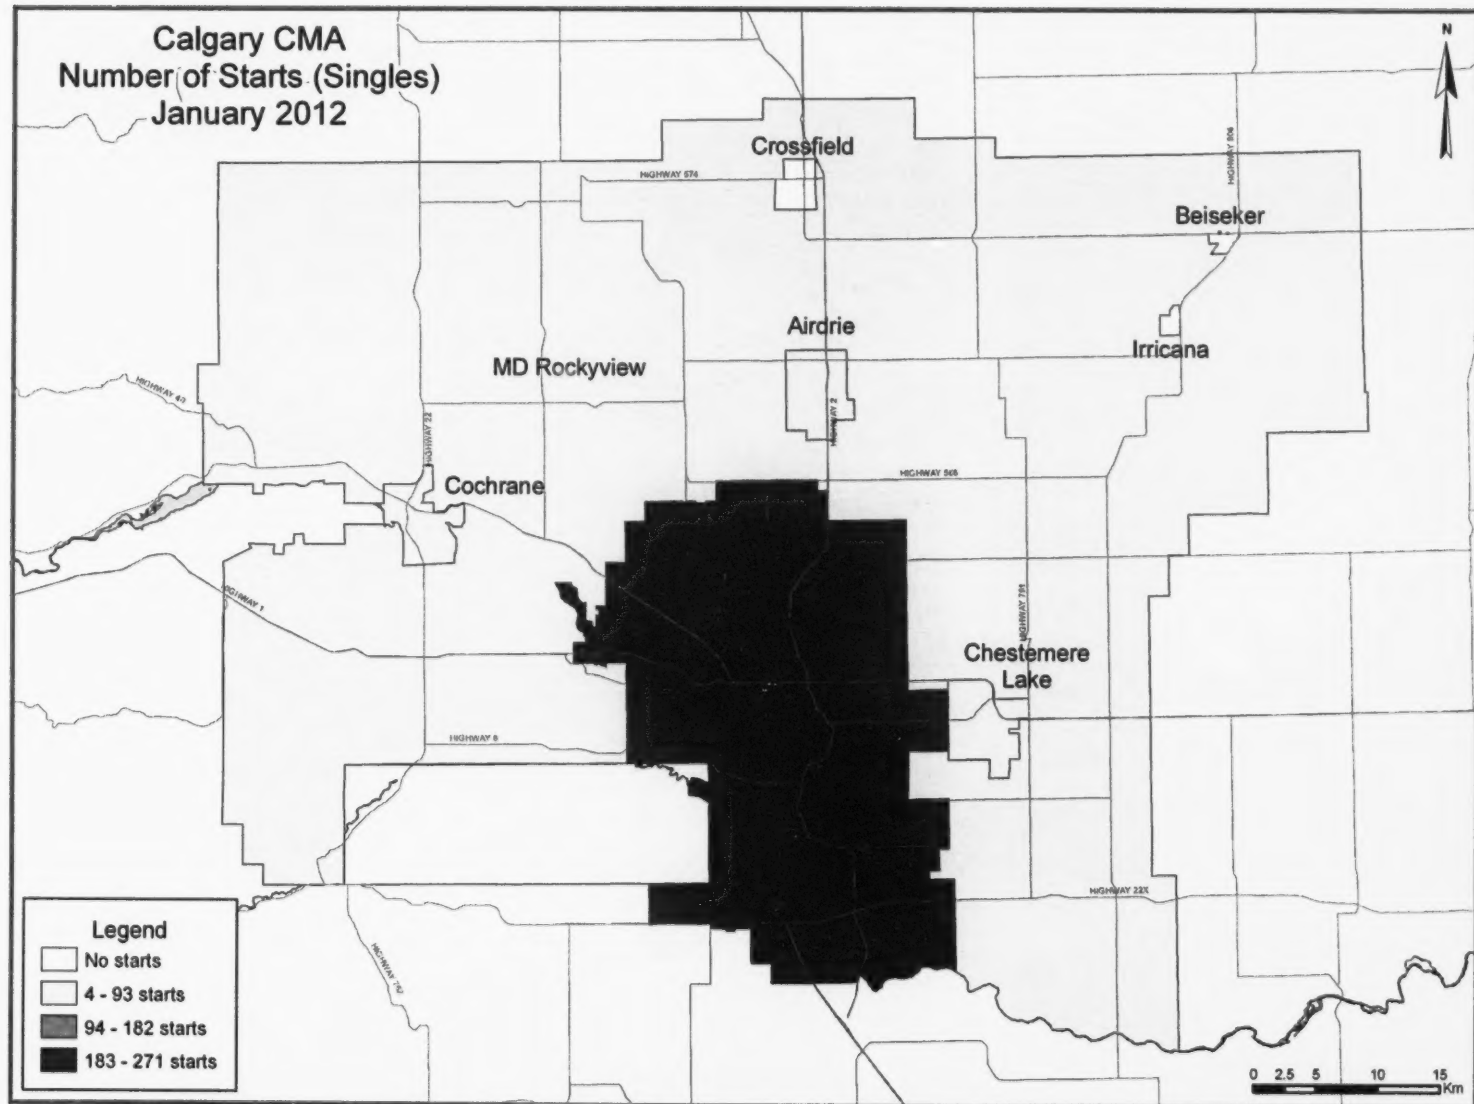 Calgary CMA
Number of Starts (Singles)
January 2012
N
Crossfield
HIGHWAY 574
HIGHWAY 806
Beiseker
Airdrie
Irricana
MD Rockyview
HIGHWAY 2
HIGHWAY 22
HIGHWAY 566
Cochrane
HIGHWAY 1
HIGHWAY 791
Chestemere
Lake
HIGHWAY 8
HIGHWAY 22X
Legend
No starts
4 - 93 starts
94 - 182 starts
183 - 271 starts
0 2.5 5 10 15
Km